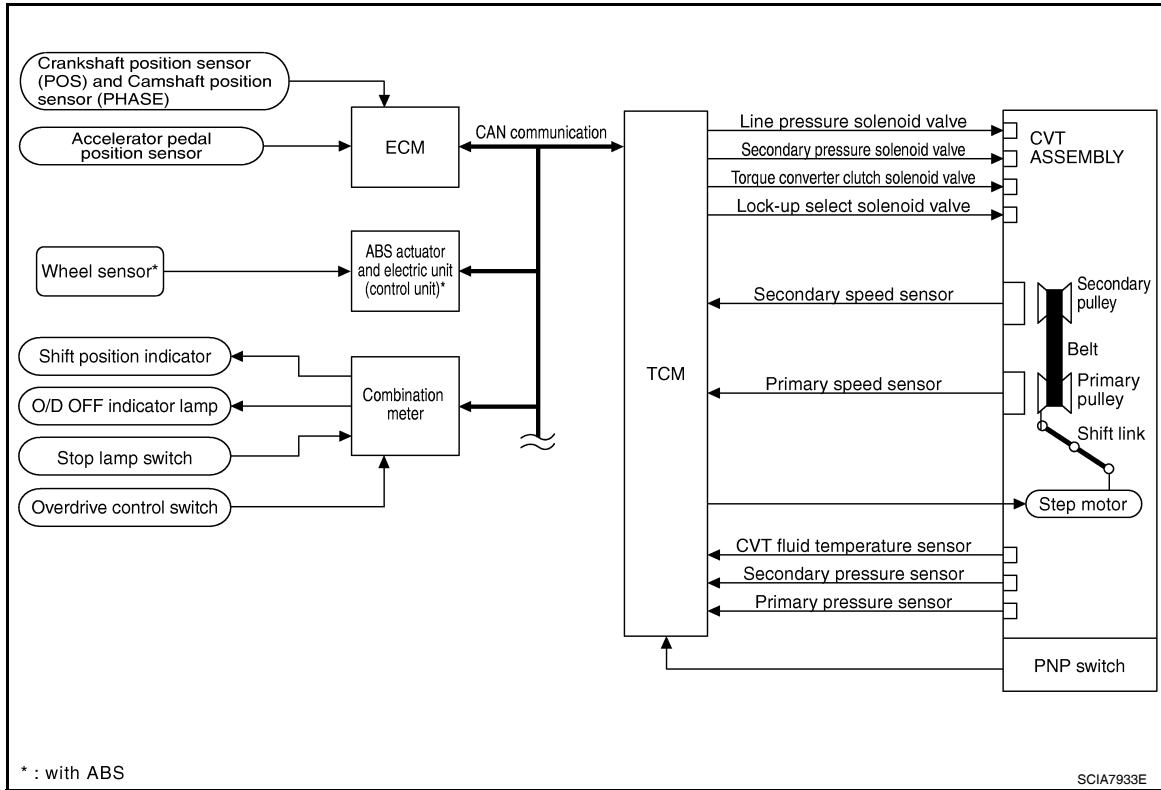 Crankshaft position sensor
(POS) and Camshaft position
sensor (PHASE)
Accelerator pedal
position sensor
ECM
CAN communication
Wheel sensor*
ABS actuator
and electric unit
(control unit)*
Shift position indicator
O/D OFF indicator lamp
Stop lamp switch
Overdrive control switch
Combination
meter
TCM
Line pressure solenoid valve
Secondary pressure solenoid valve
Torque converter clutch solenoid valve
Lock-up select solenoid valve
Secondary speed sensor
Primary speed sensor
CVT fluid temperature sensor
Secondary pressure sensor
Primary pressure sensor
CVT
ASSEMBLY
Secondary
pulley
Belt
Primary
pulley
Shift link
Step motor
PNP switch
* : with ABS
SCIA7933E